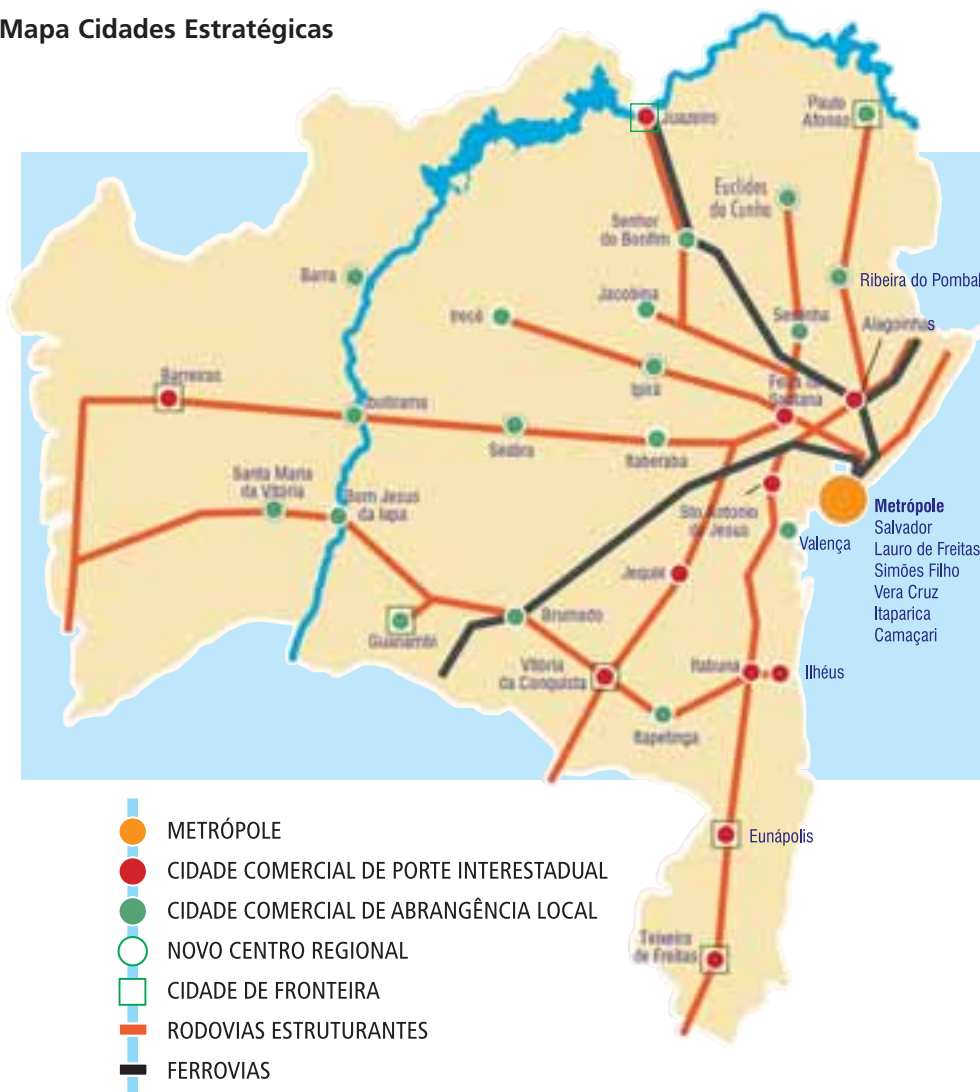 Mapa Cidades Estratégicas
Juazeiro
Paulo
Afonso
Euclides
da Cunha
Senhor
do Bonfim
Barra
Ribeira do Pombal
Jacobina
Irecê
Serrinha
Alagoinhas
Barreiras
Ipirá
Feira de
Santana
Ibotirama
Seabra
Itaberaba
Santa Maria
da Vitória
Bom Jesus
da lapa
Sto Antonio
de Jesus
Valença
Metrópole
Salvador
Lauro de Freitas
Simões Filho
Vera Cruz
Itaparica
Camaçari
Jequié
Guanambi
Brumado
Vitória
da Conquista
Itabuna
Ilhéus
Itapetinga
Eunápolis
Teixeira
de Freitas
METRÓPOLE
CIDADE COMERCIAL DE PORTE INTERESTADUAL
CIDADE COMERCIAL DE ABRANGÊNCIA LOCAL
NOVO CENTRO REGIONAL
CIDADE DE FRONTEIRA
RODOVIAS ESTRUTURANTES
FERROVIAS